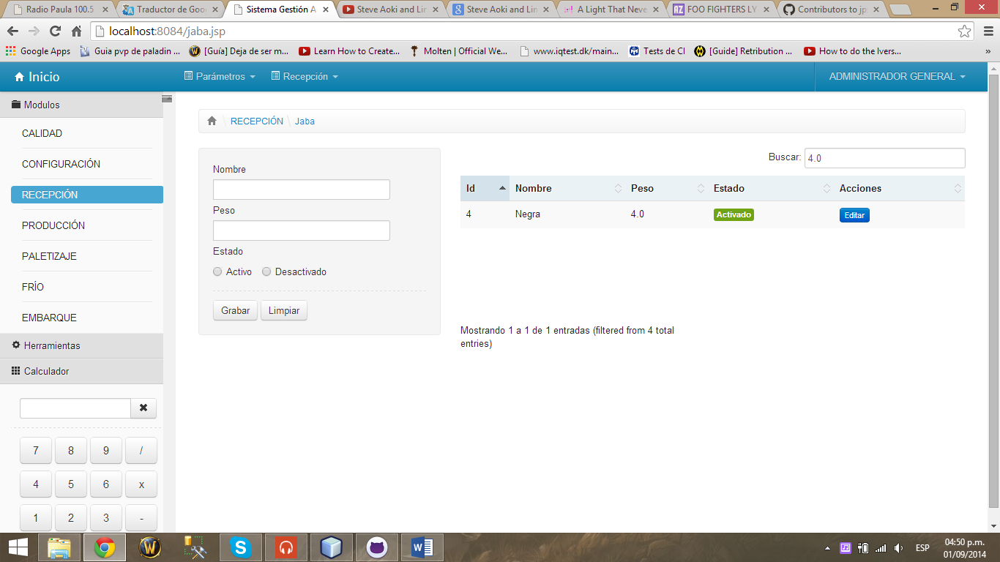 Radio Paula 100.5
Traductor de Goo
Sistema Gestión A
Steve Aoki and Lir
Steve Aoki and Lin
A Light That Neve
FOO FIGHTERS LY
Contributors to jp
localhost:8084/jaba.jsp
Google Apps
Guia pvp de paladin ...
[Guía] Deja de ser m...
Learn How to Create...
Molten | Official We...
www.iqtest.dk/main...
Tests de CI
[Guide] Retribution ...
How to do the Ivers...
»
Inicio
Parámetros
Recepción
ADMINISTRADOR GENERAL
Modulos
CALIDAD
CONFIGURACIÓN
RECEPCIÓN
PRODUCCIÓN
PALETIZAJE
FRÍO
EMBARQUE
Herramientas
Calculador
7 8 9 /
4 5 6 x
1 2 3 -
RECEPCIÓN \ Jaba
Nombre
Peso
Estado
Activo Desactivado
Grabar Limpiar
Buscar: 4.0
Id Nombre Peso Estado Acciones
4 Negra 4.0 Activado Editar
Mostrando 1 a 1 de 1 entradas (filtered from 4 total
entries)
ESP
04:50 p.m.
01/09/2014